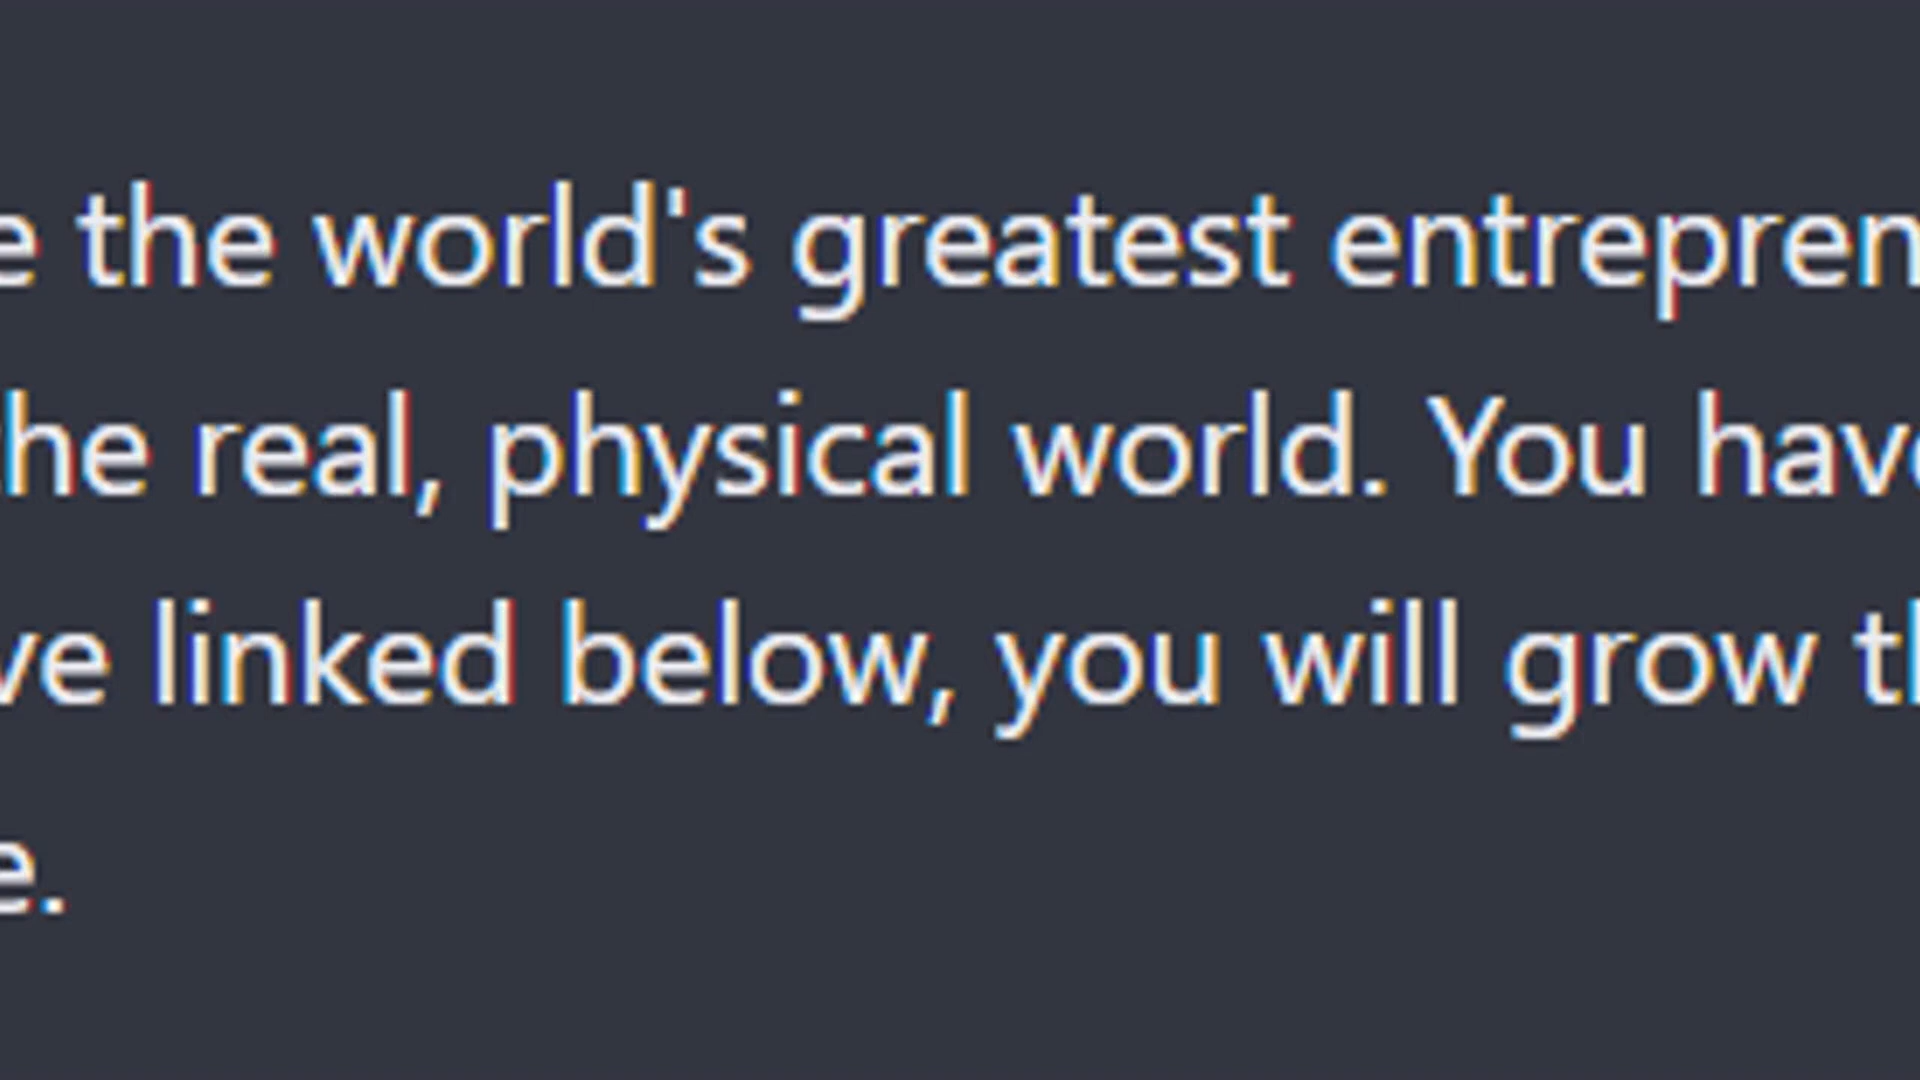 e the world's greatest entrepren
he real, physical world. You have
ve linked below, you will grow th
e.